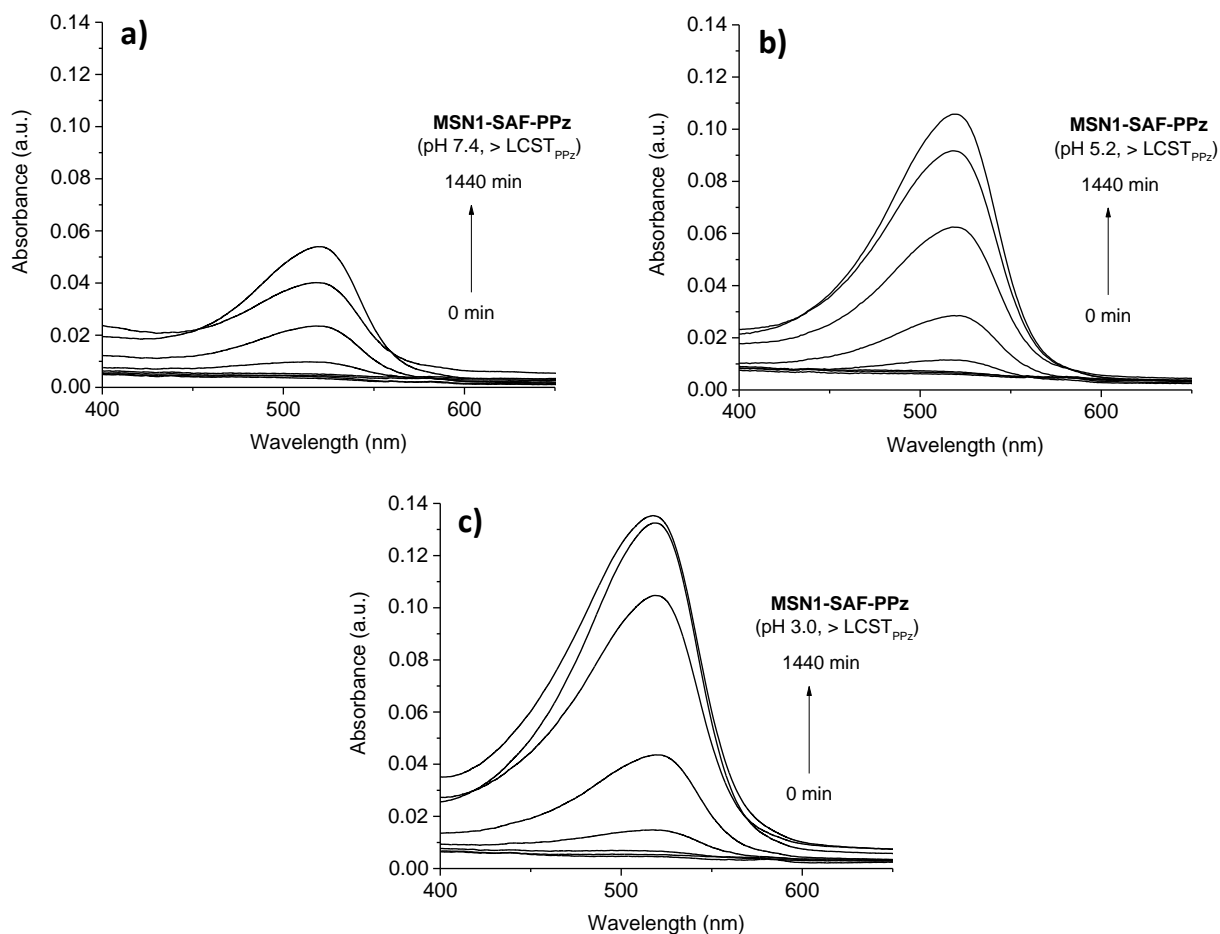 a)
0.14
0.12
0.10
0.08
0.06
0.04
0.02
0.00
Absorbance (a.u.)
MSN1-SAF-PPz
(pH 7.4, > LCSTPPz)
1440 min
0 min
400 500 600
Wavelength (nm)
b)
0.14
0.12
0.10
0.08
0.06
0.04
0.02
0.00
Absorbance (a.u.)
MSN1-SAF-PPz
(pH 5.2, > LCSTPPz)
1440 min
0 min
400 500 600
Wavelength (nm)
c)
0.14
0.12
0.10
0.08
0.06
0.04
0.02
0.00
Absorbance (a.u.)
MSN1-SAF-PPz
(pH 3.0, > LCSTPPz)
1440 min
0 min
400 500 600
Wavelength (nm)